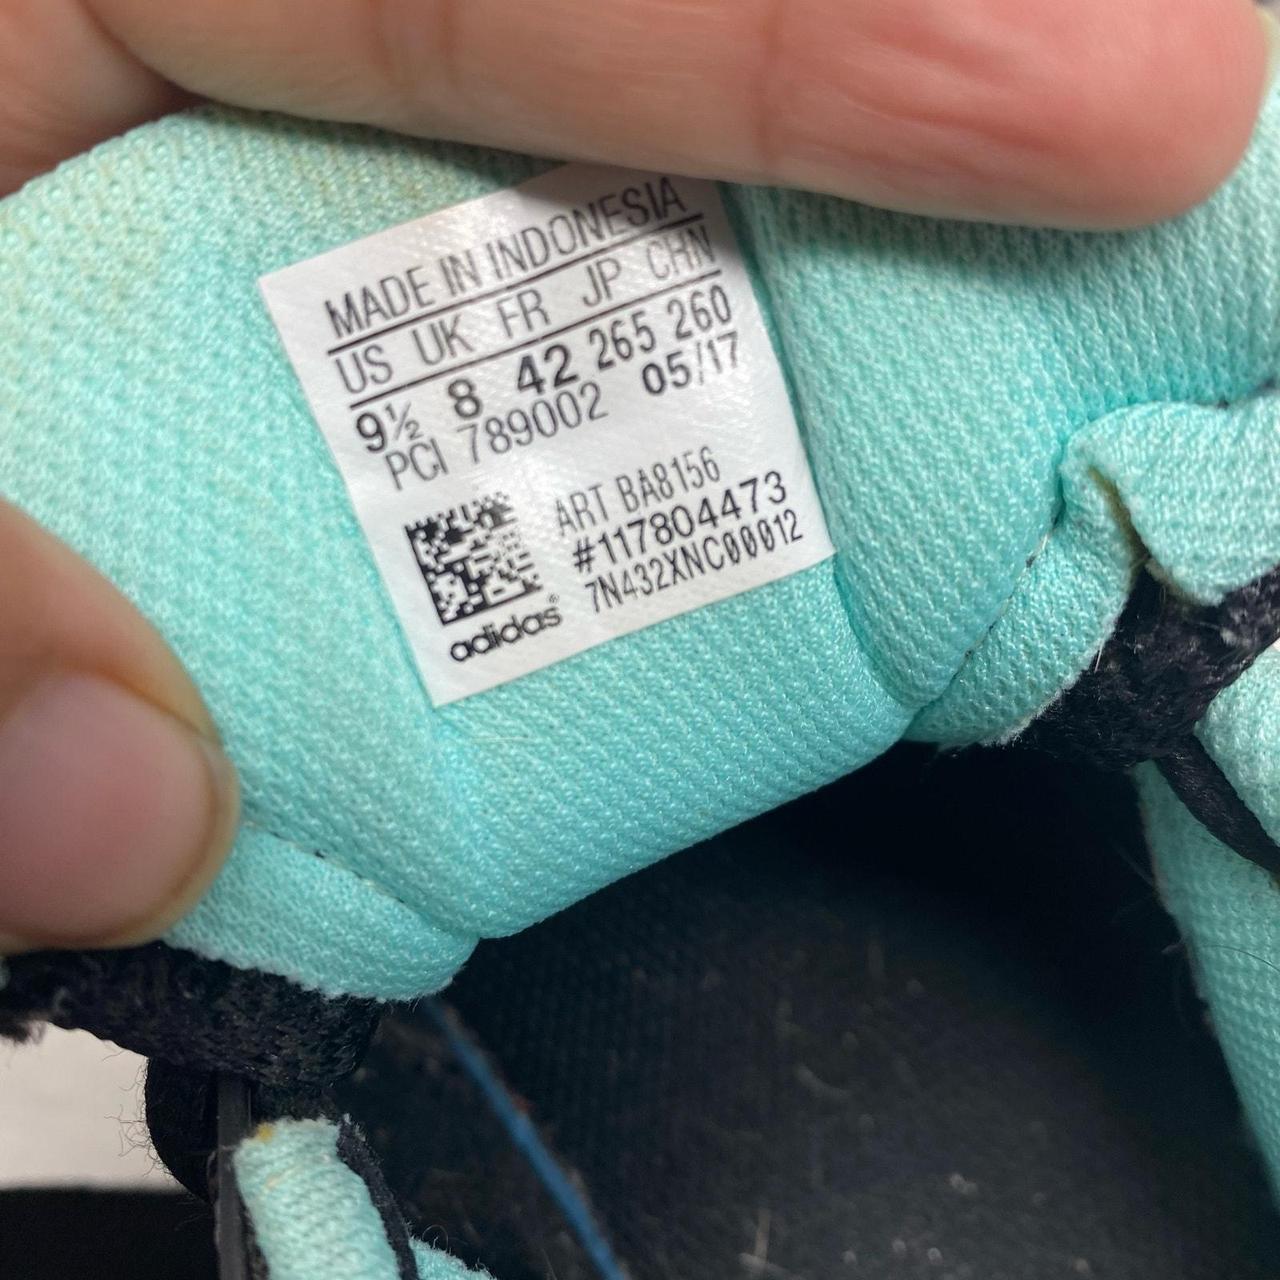 MADE IN INDONESIA
US UK FR JP CHN
9½ 8 42 265 260
PCI 789002 05/17
ART BA8156
#117804473
7N432XNC00012
adidas®